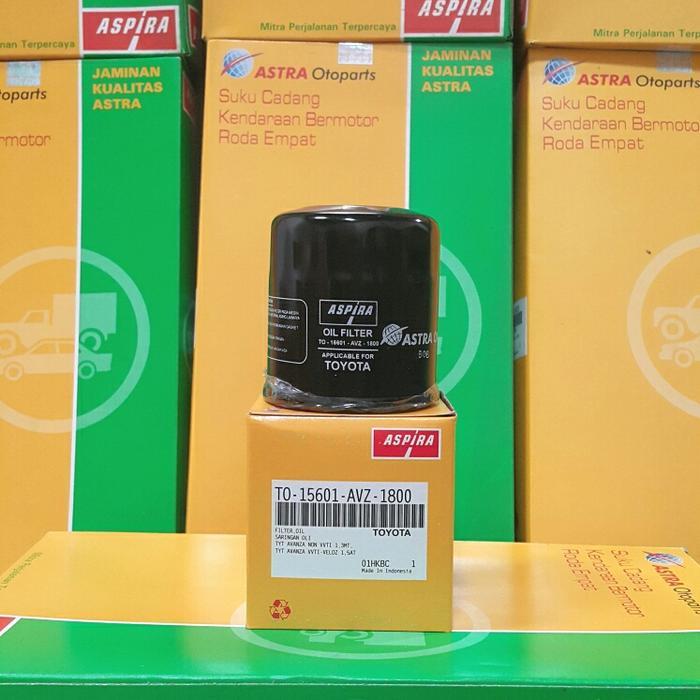 ASPIRA
Mitra Perjalanan Terpercaya
ASPIRA
Mitra Perjalanan Terpercaya
JAMINAN
KUALITAS
ASTRA
ASTRA Otoparts
Suku Cadang
Kendaraan Bermotor
Roda Empat
JAMINAN
KUALITAS
ASTRA
ASTRA Otoparts
Suku Cadang
Kendaraan Bermotor
Roda Empat
ASPIRA
OIL FILTER
TO - 15601 - AVZ - 1800
APPLICABLE FOR
TOYOTA
ASTRA
ASPIRA
TO-15601-AVZ-1800
FILTER,OIL
TOYOTA
SARINGAN OLI
TYT AVANZA NON VVTI 1.3MT,
TYT AVANZA VVTI-VELOZ 1.5AT
01HKBC 1
Made In Indonesia
ASTRA Otoparts
Suku Cadang
Kendaraan Bermotor
Roda Empat
JAMINAN
KUALITAS
ASTRA